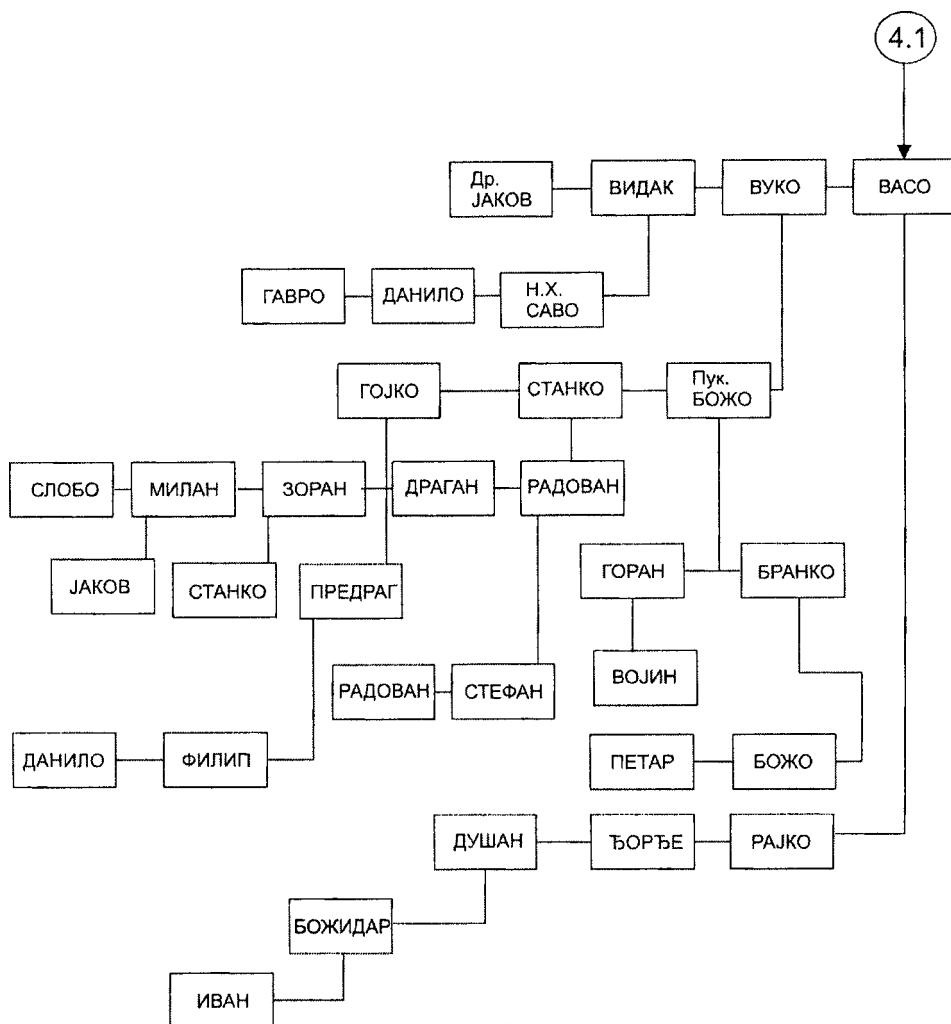 4.1
Др.
ЈАКОВ
ВИДАК
ВУКО
ВАСО
ГАВРО
ДАНИЛО
Н.Х.
САВО
ГОЈКО
СТАНКО
Пук.
БОЖО
СЛОБО
МИЛАН
ЗОРАН
ДРАГАН
РАДОВАН
ЈАКОВ
СТАНКО
ПРЕДРАГ
ГОРАН
БРАНКО
РАДОВАН
СТЕФАН
ВОЈИН
ДАНИЛО
ФИЛИП
ПЕТАР
БОЖО
ДУШАН
ЂОРЂЕ
РАЈКО
БОЖИДАР
ИВАН